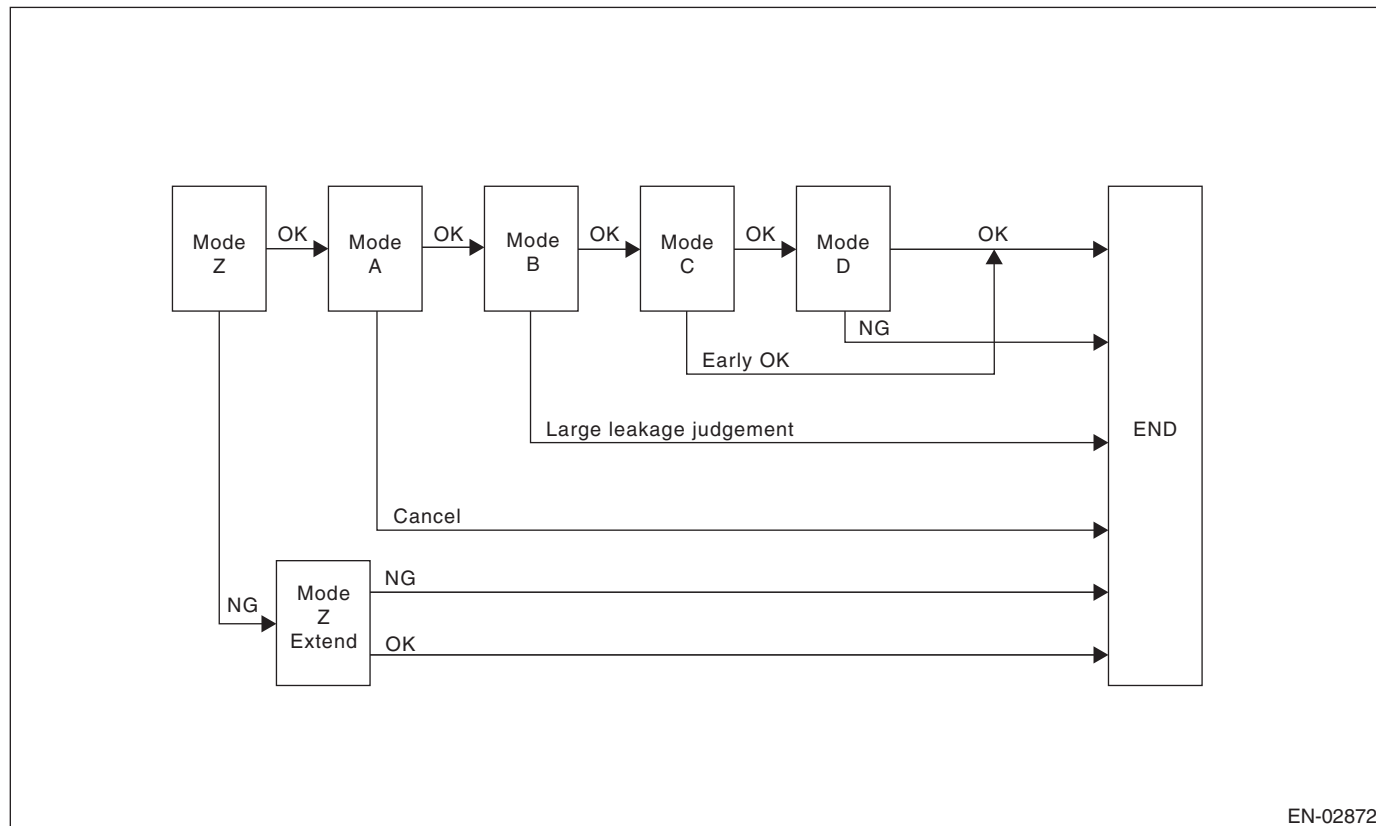 Mode
Z
OK
Mode
A
OK
Mode
B
OK
Mode
C
OK
Mode
D
OK
NG
Early OK
Large leakage judgement
END
Cancel
NG
Mode
Z
Extend
NG
OK
EN-02872